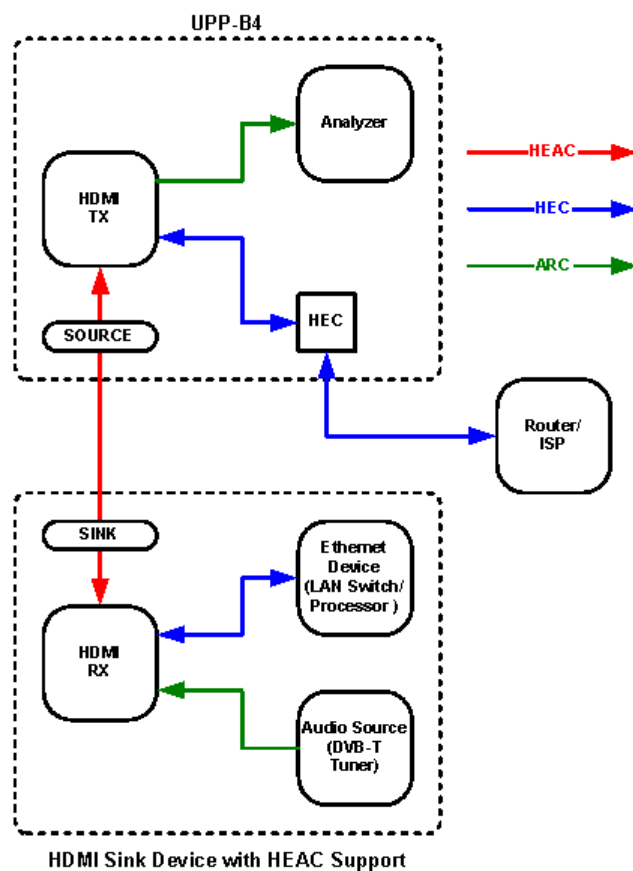 UPP-B4
Analyzer
HDMI
TX
HEAC
HEC
ARC
SOURCE
HEC
Router/
ISP
SINK
Ethernet
Device
(LAN Switch/
Processor )
HDMI
RX
Audio Source
(DVB-T
Tuner)
HDMI Sink Device with HEAC Support